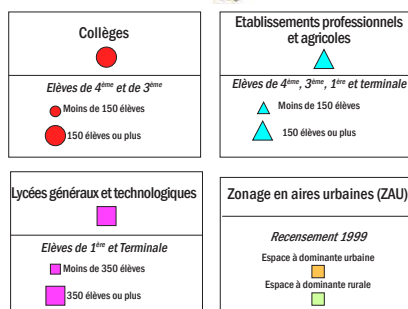 Collèges
Elèves de 4ème et de 3ème
Moins de 150 élèves
150 élèves ou plus
Etablissements professionnels
et agricoles
Elèves de 4ème, 3ème, 1ère et terminale
Moins de 150 élèves
150 élèves ou plus
Lycées généraux et technologiques
Elèves de 1ère et Terminale
Moins de 350 élèves
350 élèves ou plus
Zonage en aires urbaines (ZAU)
Recensement 1999
Espace à dominante urbaine
Espace à dominante rurale